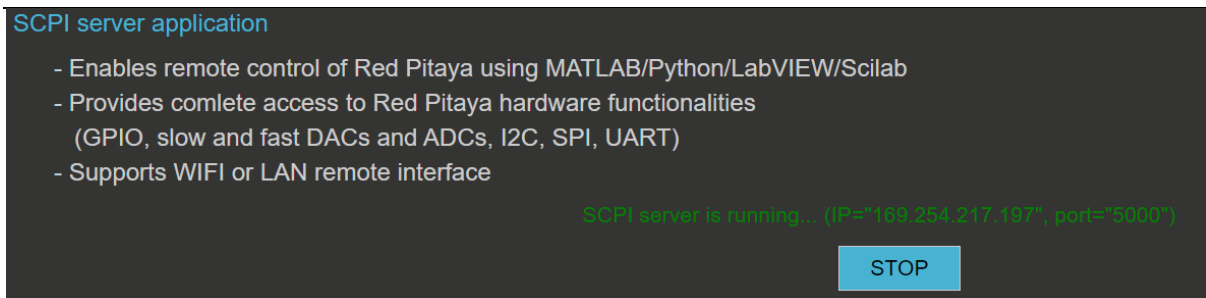 SCPI server application
- Enables remote control of Red Pitaya using MATLAB/Python/LabVIEW/Scilab
- Provides comlete access to Red Pitaya hardware functionalities
(GPIO, slow and fast DACs and ADCs, I2C, SPI, UART)
- Supports WIFI or LAN remote interface
SCPI server is running... (IP="169.254.217.197", port="5000")
STOP